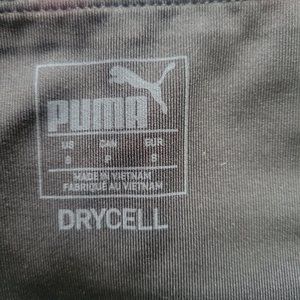 PUMA
US CAN EUR
MADE IN VIETNAM
FABRIQUÉ AU VIETNAM
DRYCELL